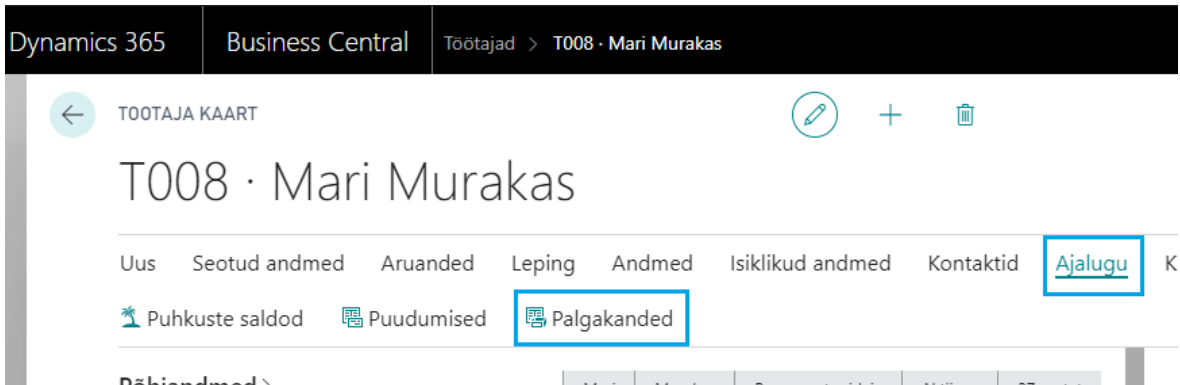 Dynamics 365 Business Central Töötajad > T008 · Mari Murakas
TÖÖTAJA KAART
T008 · Mari Murakas
Uus Seotud andmed Aruanded Leping Andmed Isiklikud andmed Kontaktid Ajalugu K
Puhkuste saldod Puudumised Palgakanded
Põhiandmed >